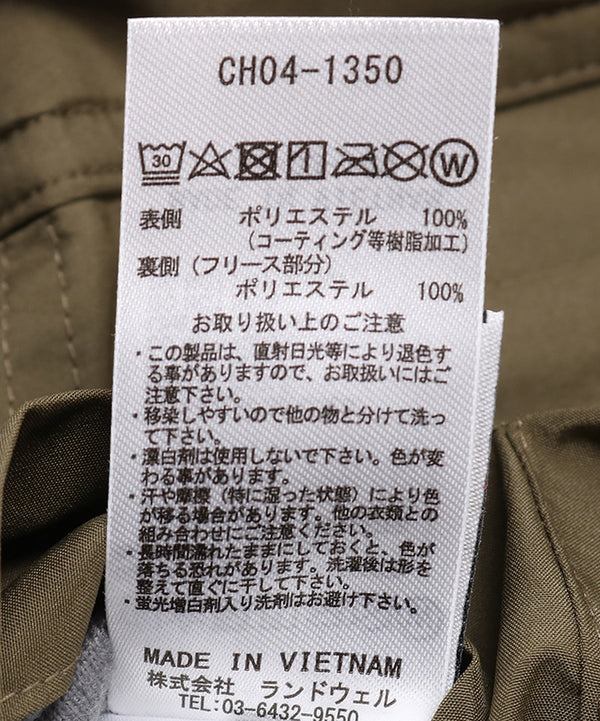 CH04-1350
30
W
表側 ポリエステル 100%
(コーティング等樹脂加工)
裏側(フリース部分)
ポリエステル 100%
お取り扱い上のご注意
・この製品は、直射日光等により退色す
る事がありますので、お取扱いにはご
注意下さい。
・移染しやすいので他の物と分けて洗っ
て下さい。
・漂白剤は使用しないで下さい。色が変
わる事があります。
・汗や摩擦(特に湿った状態)により色
が移る場合があります。他の衣類との
組み合わせにご注意ください。
・長時間濡れたままにしておくと、色が
落ちる恐れがあります。洗濯後は形を
整えて直ぐに干して下さい。
・蛍光増白剤入り洗剤はお避け下さい。
MADE IN VIETNAM
株式会社 ランドウェル
TEL:03-6432-9550